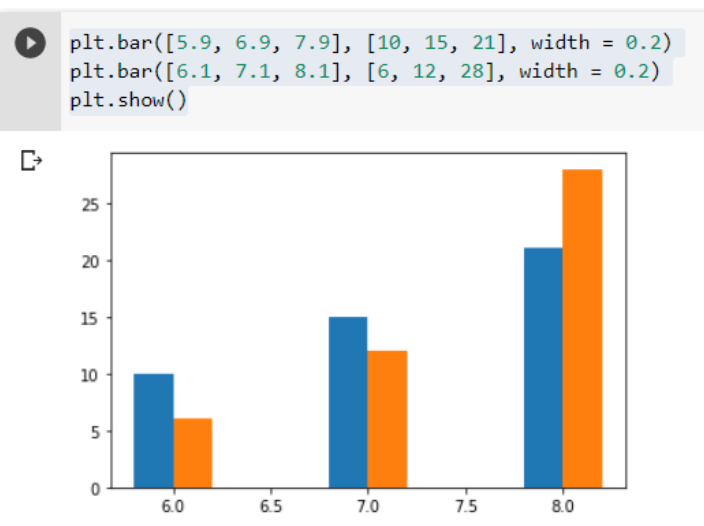 plt.bar([5.9, 6.9, 7.9], [10, 15, 21], width = 0.2)
plt.bar([6.1, 7.1, 8.1], [6, 12, 28], width = 0.2)
plt.show()
25
20
15
10
5
0
6.0 6.5 7.0 7.5 8.0